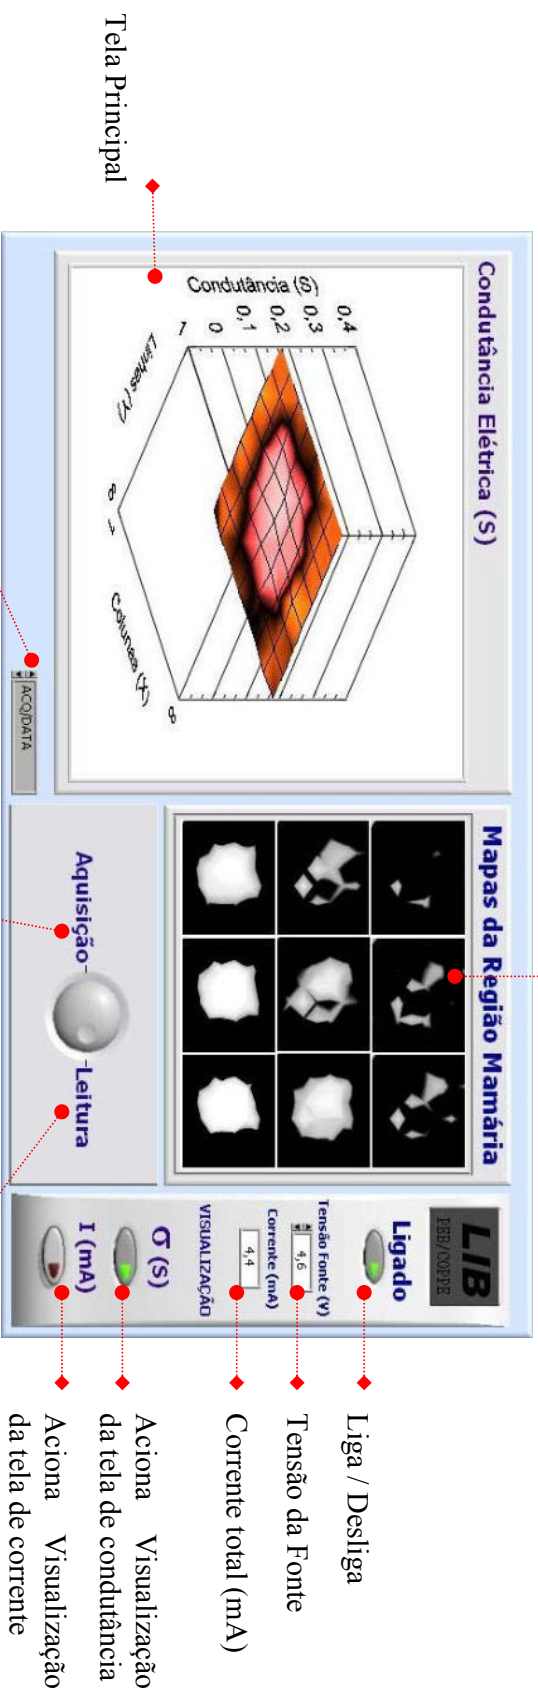 Tela Principal
Condutância Elétrica (S)
Condutância (S)
0,4
0,3
0,2
0,1
0
1
Linhas (Y)
8
1
Colunas (X)
8
ACQ/DATA
Mapas da Região Mamária
Aquisição
Leitura
LIB
PEB/COPPE
Ligado
Tensão Fonte (V)
4,6
Corrente (mA)
4,4
VISUALIZAÇÃO
σ (S)
I (mA)
Liga / Desliga
Tensão da Fonte
Corrente total (mA)
Aciona Visualização
da tela de condutância
Aciona Visualização
da tela de corrente